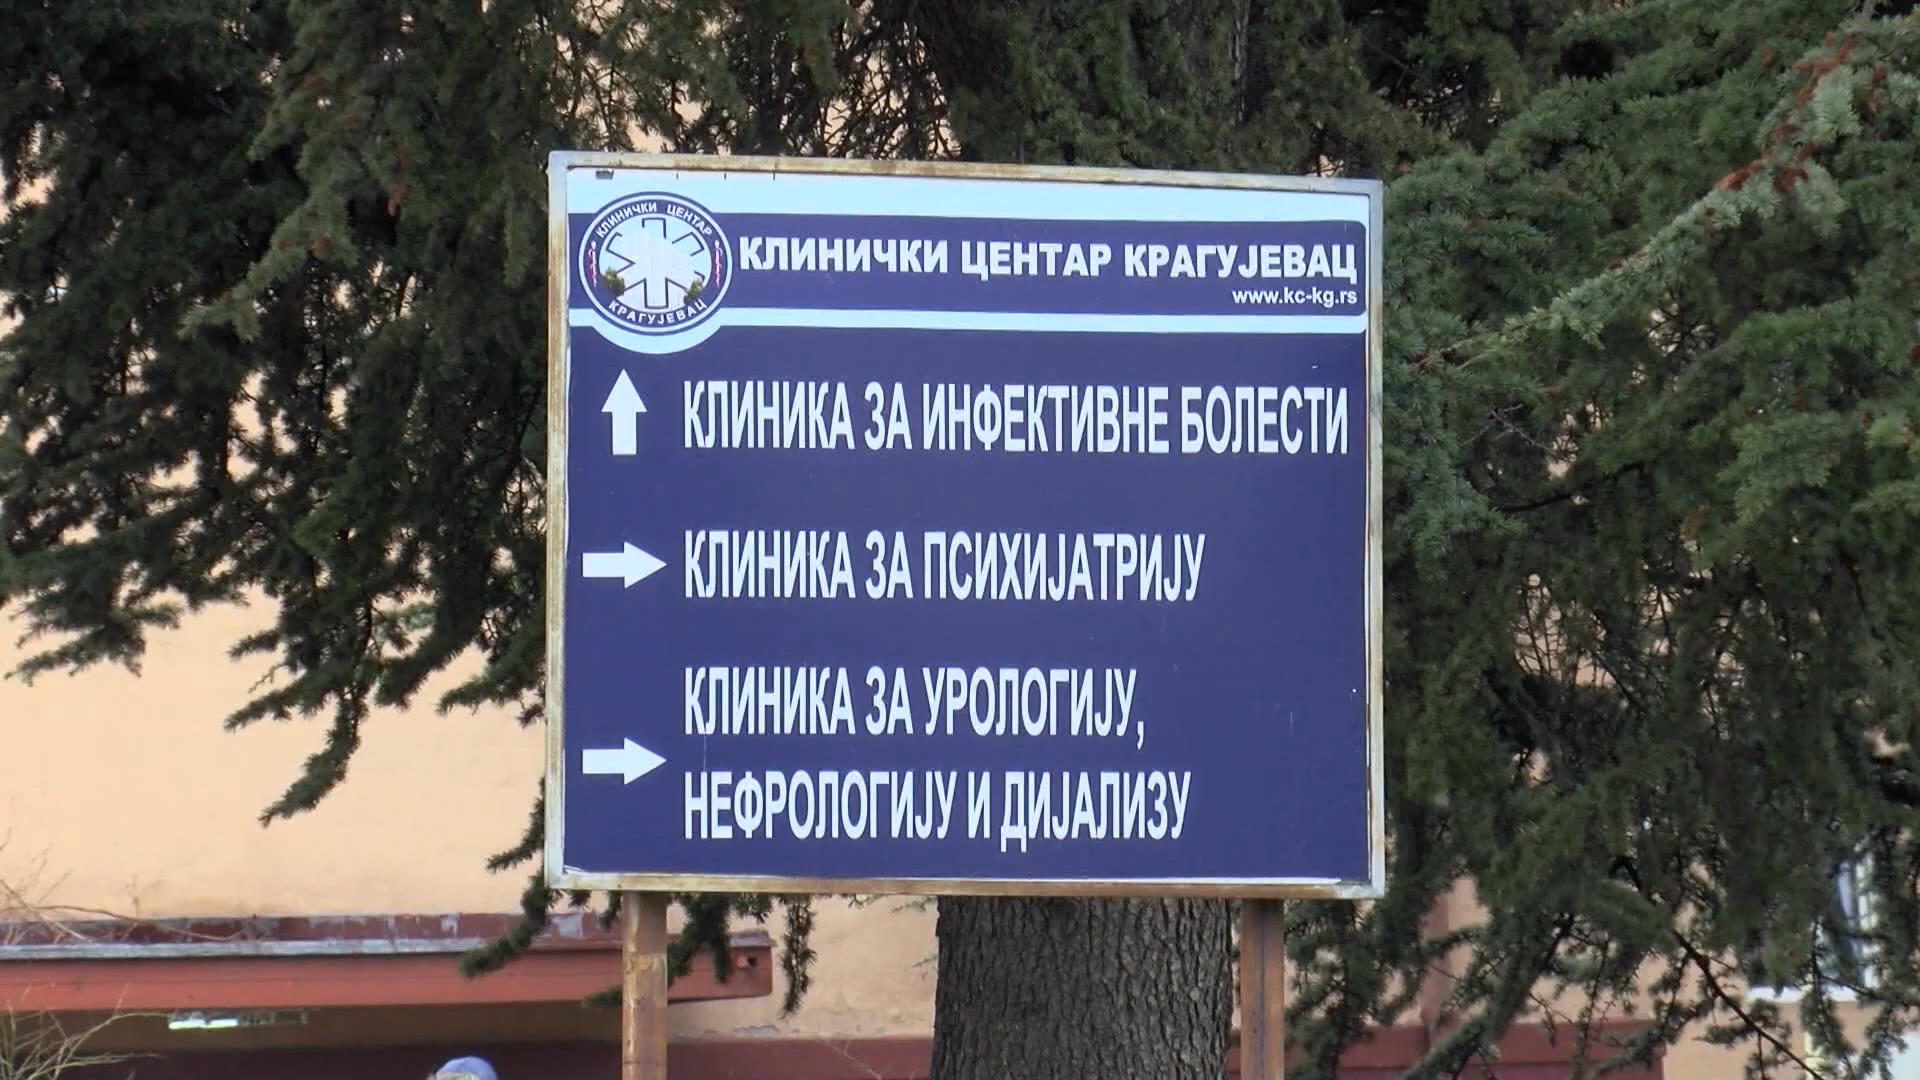 КЛИНИЧКИ ЦЕНТАР
КРАГУЈЕВАЦ
КЛИНИЧКИ ЦЕНТАР КРАГУЈЕВАЦ
www.kc-kg.rs
КЛИНИКА ЗА ИНФЕКТИВНЕ БОЛЕСТИ
КЛИНИКА ЗА ПСИХИЈАТРИЈУ
КЛИНИКА ЗА УРОЛОГИЈУ,
НЕФРОЛОГИЈУ И ДИЈАЛИЗУ